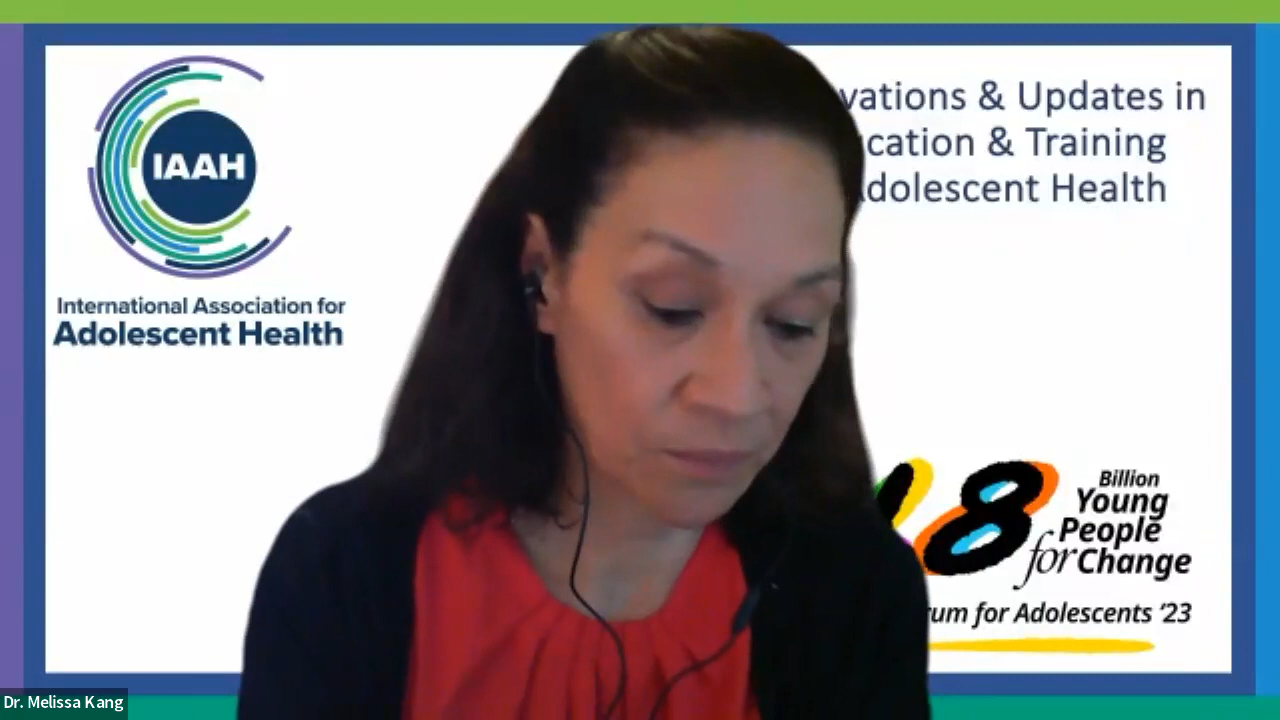 IAAH
International Association for
Adolescent Health
vations & Updates in
cation & Training
dolescent Health
8
Billion
Young
People
for Change
um for Adolescents ’23
Dr. Melissa Kang